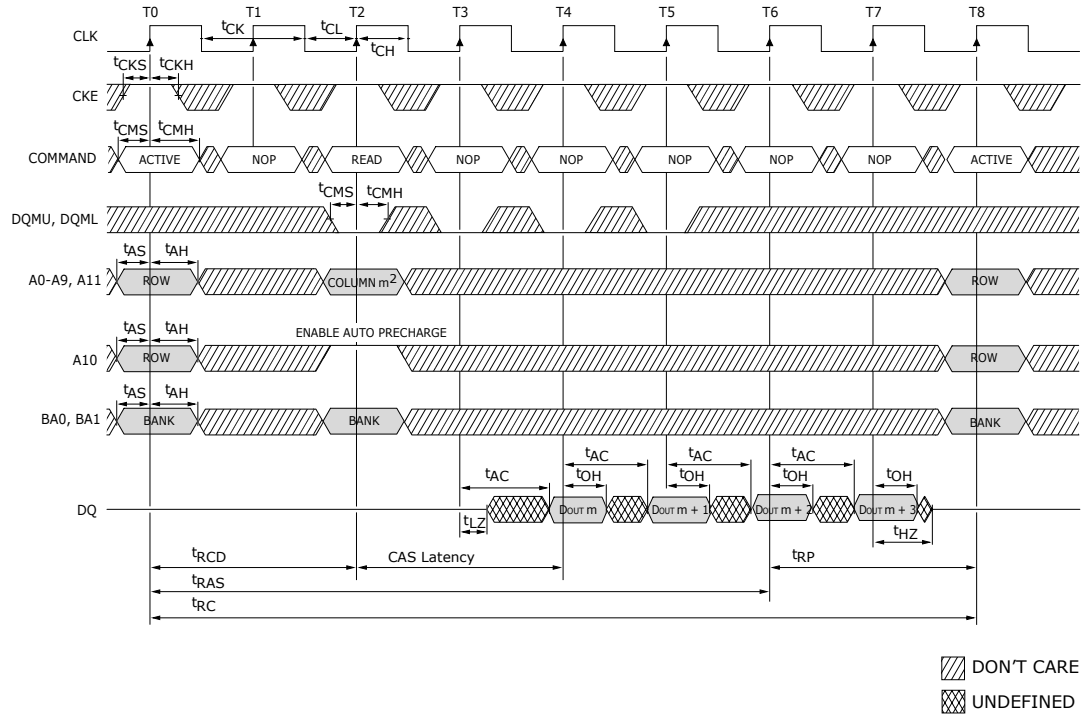 T0 T1 T2 T3 T4 T5 T6 T7 T8
CLK
tCK tCL
tCH
tCKS tCKH
CKE
tCMS tCMH
COMMAND
ACTIVE NOP READ NOP NOP NOP NOP NOP ACTIVE
tCMS tCMH
DQMU, DQML
tAS tAH
A0-A9, A11
ROW COLUMN m2 ROW
ENABLE AUTO PRECHARGE
tAS tAH
A10
ROW ROW
tAS tAH
BA0, BA1
BANK BANK BANK
tAC tAC tAC tAC
tOH tOH tOH tOH
DQ
DOUT m DOUT m + 1 DOUT m + 2 DOUT m + 3
tLZ tHZ
tRCD CAS Latency tRP
tRAS
tRC
DON'T CARE
UNDEFINED